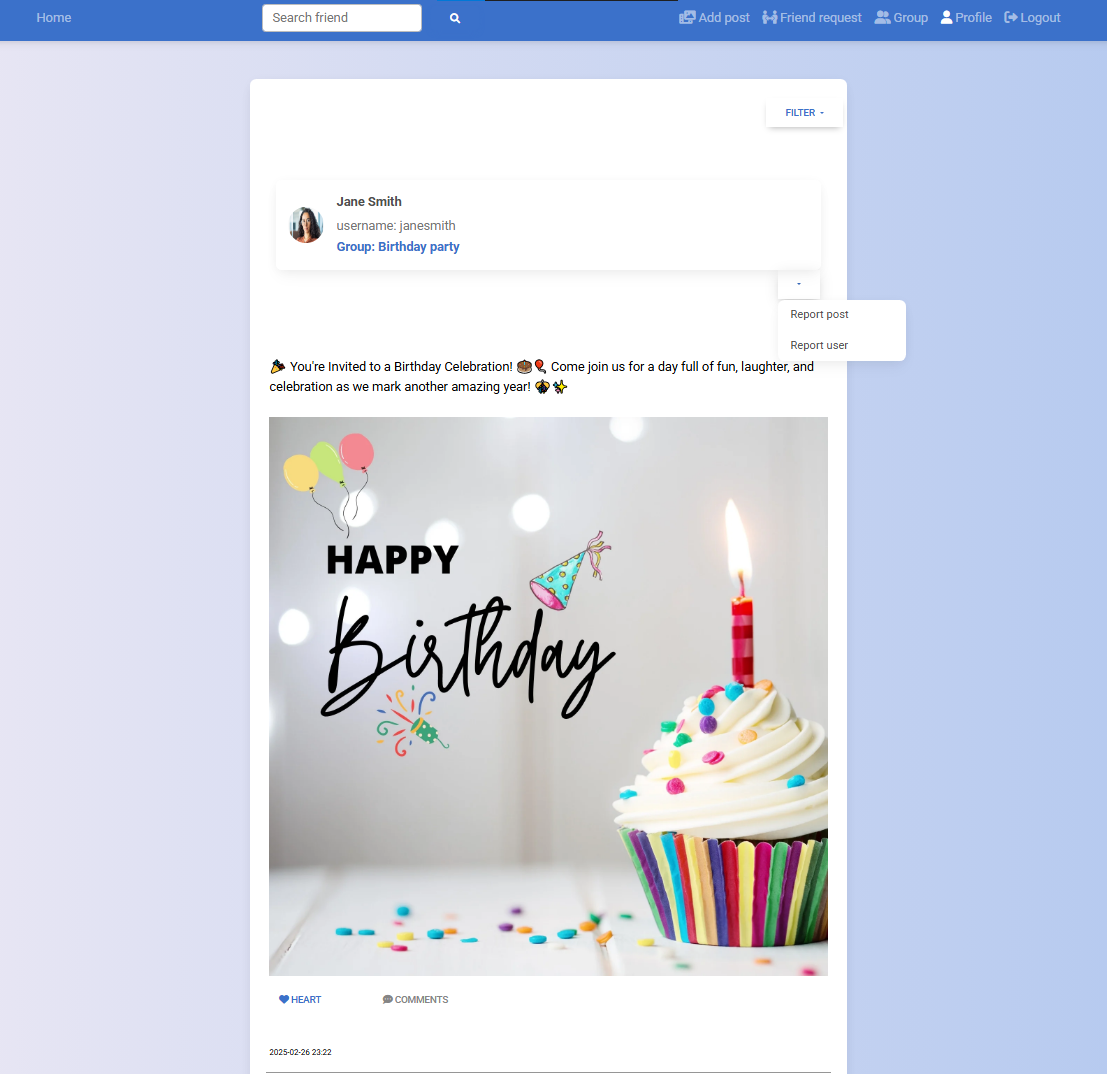 Home
Search friend
Add post
Friend request
Group
Profile
Logout
FILTER
Jane Smith
username: janesmith
Group: Birthday party
Report post
Report user
🎉 You're Invited to a Birthday Celebration! 🎂🎈 Come join us for a day full of fun, laughter, and
celebration as we mark another amazing year! 🎊✨
HAPPY
Birthday
HEART
COMMENTS
2025-02-26 23:22